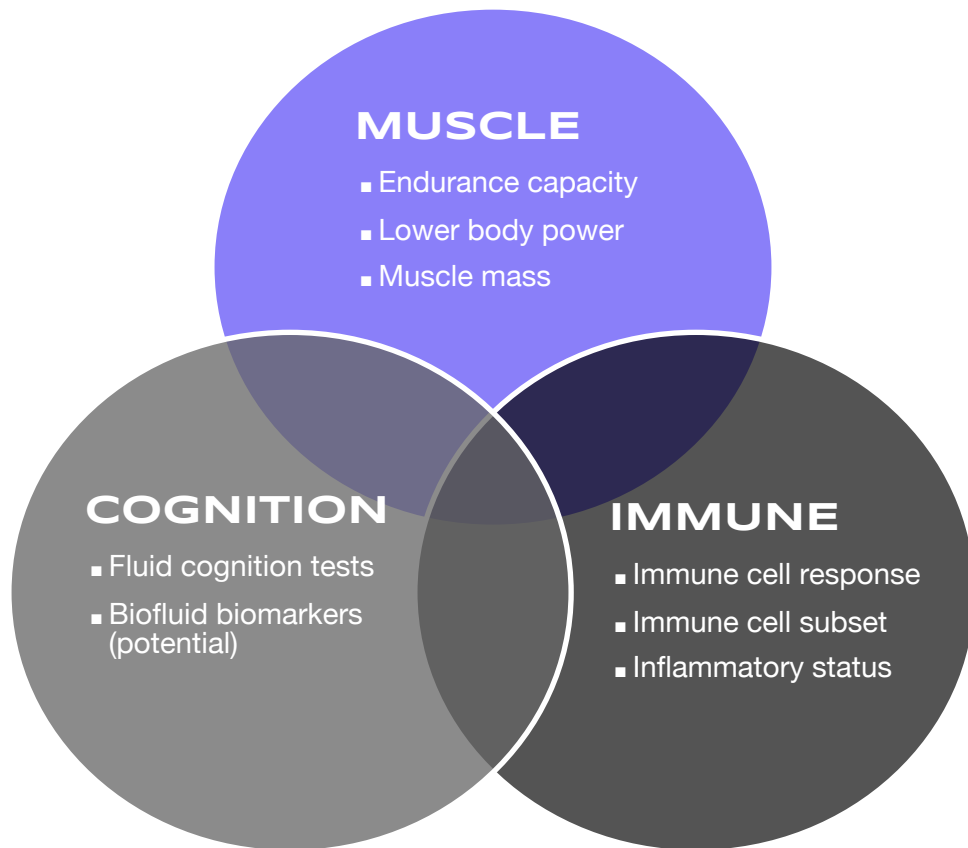 MUSCLE
▪ Endurance capacity
▪ Lower body power
▪ Muscle mass
COGNITION
▪ Fluid cognition tests
▪ Biofluid biomarkers
(potential)
IMMUNE
▪ Immune cell response
▪ Immune cell subset
▪ Inflammatory status